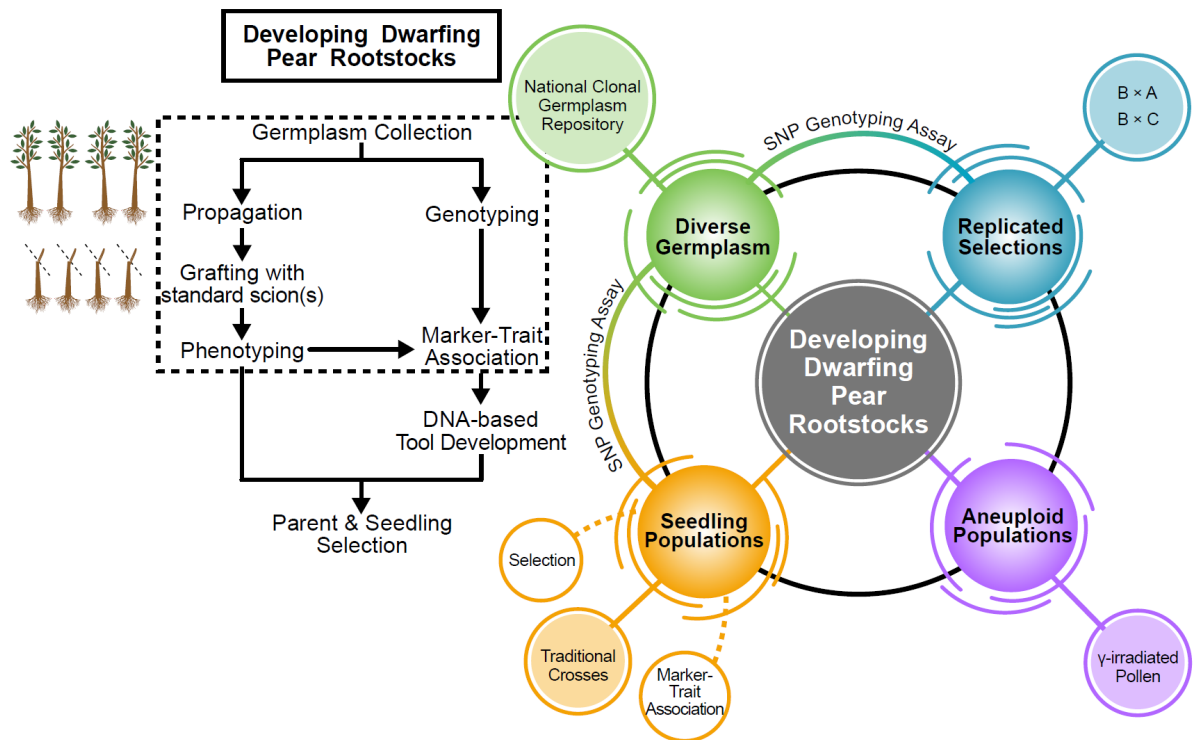 Developing Dwarfing
Pear Rootstocks
Germplasm Collection
Propagation
Genotyping
Grafting with
standard scion(s)
Phenotyping
Marker-Trait
Association
DNA-based
Tool Development
Parent & Seedling
Selection
National Clonal
Germplasm
Repository
SNP Genotyping Assay
B × A
B × C
Diverse
Germplasm
Replicated
Selections
SNP Genotyping Assay
Developing
Dwarfing
Pear
Rootstocks
Seedling
Populations
Aneuploid
Populations
Selection
Traditional
Crosses
Marker-
Trait
Association
γ-irradiated
Pollen